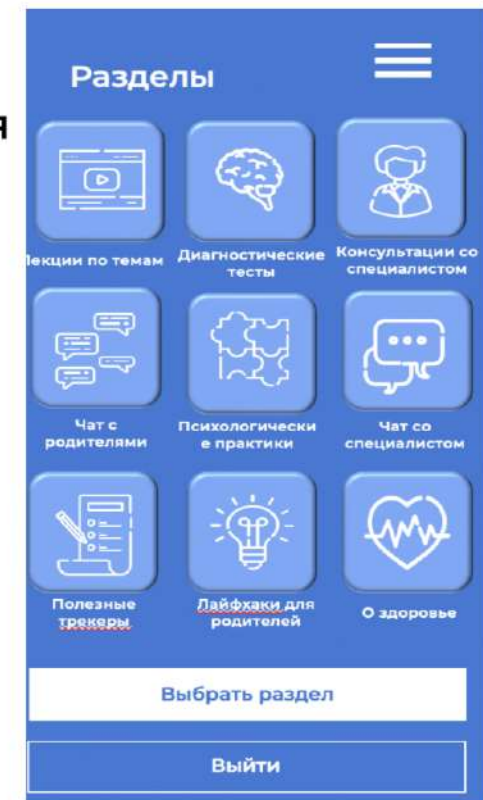 Разделы
я
Лекции по темам
Диагностические
тесты
Консультации со
специалистом
Чат с
родителями
Психологически
е практики
Чат со
специалистом
Полезные
трекеры
Лайфхаки для
родителей
О здоровье
Выбрать раздел
Выйти